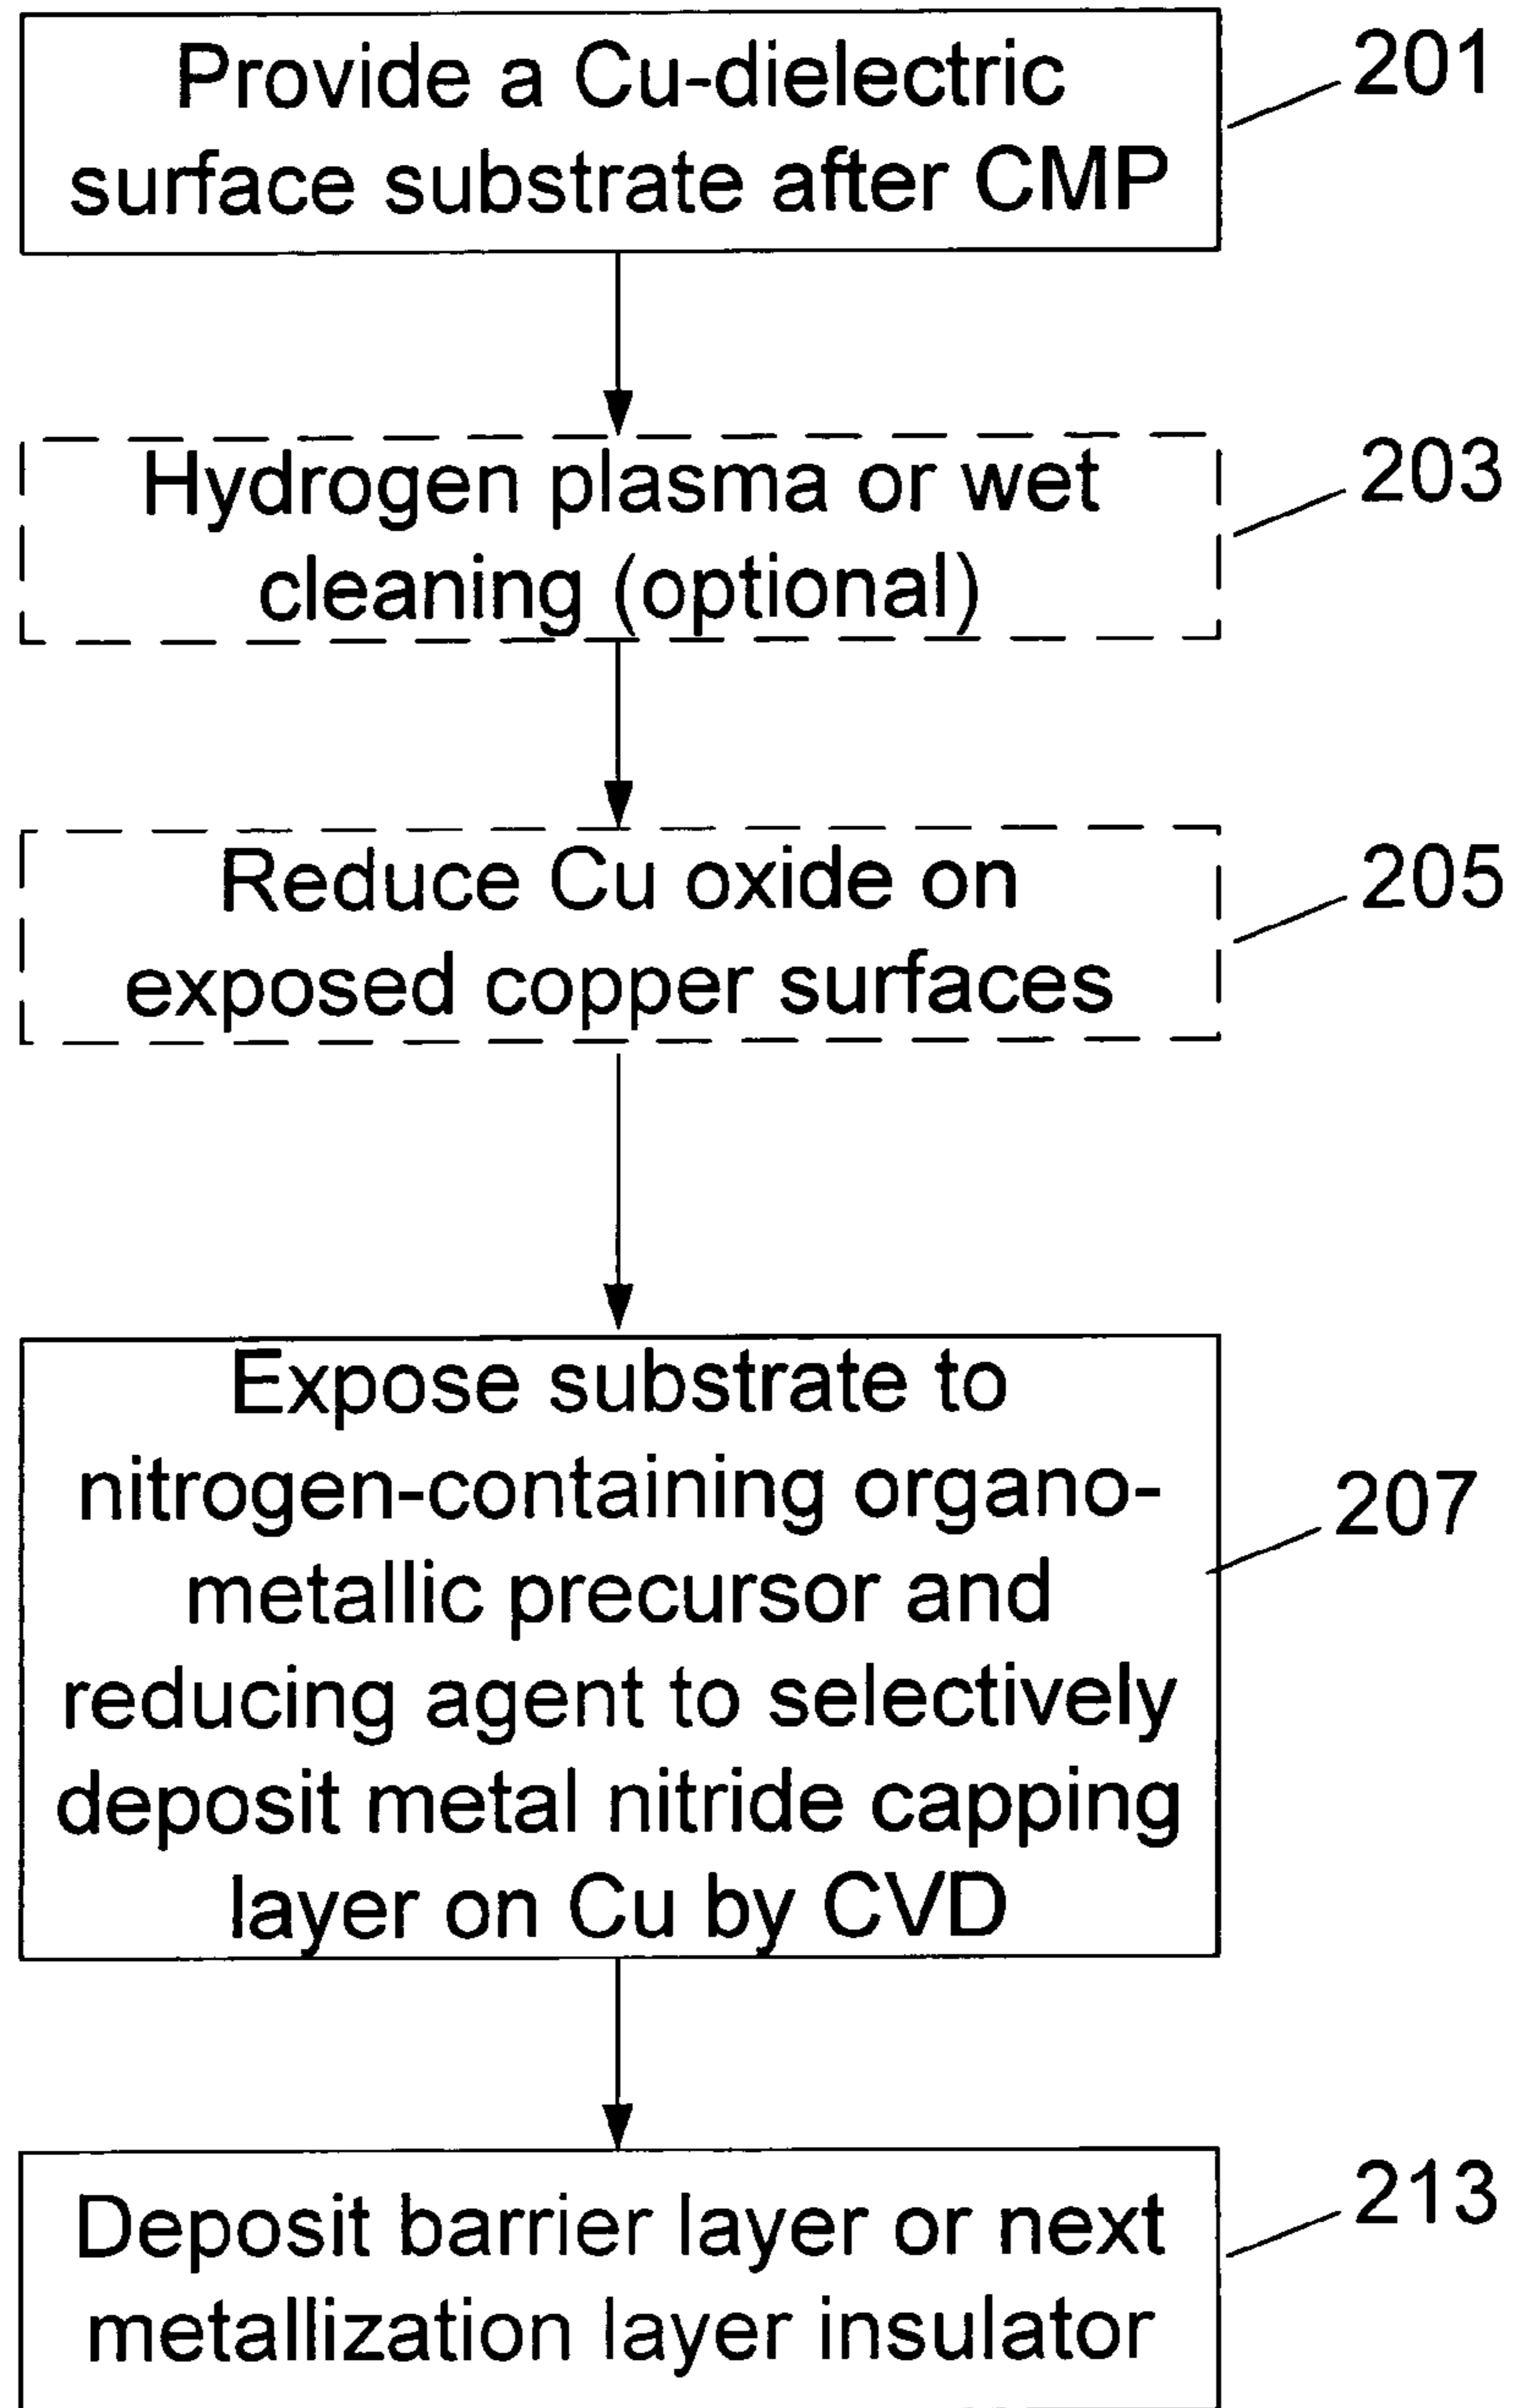 Provide a Cu-dielectric
surface substrate after CMP
201
Hydrogen plasma or wet
cleaning (optional)
203
Reduce Cu oxide on
exposed copper surfaces
205
Expose substrate to
nitrogen-containing organo-
metallic precursor and
reducing agent to selectively
deposit metal nitride capping
layer on Cu by CVD
207
Deposit barrier layer or next
metallization layer insulator
213